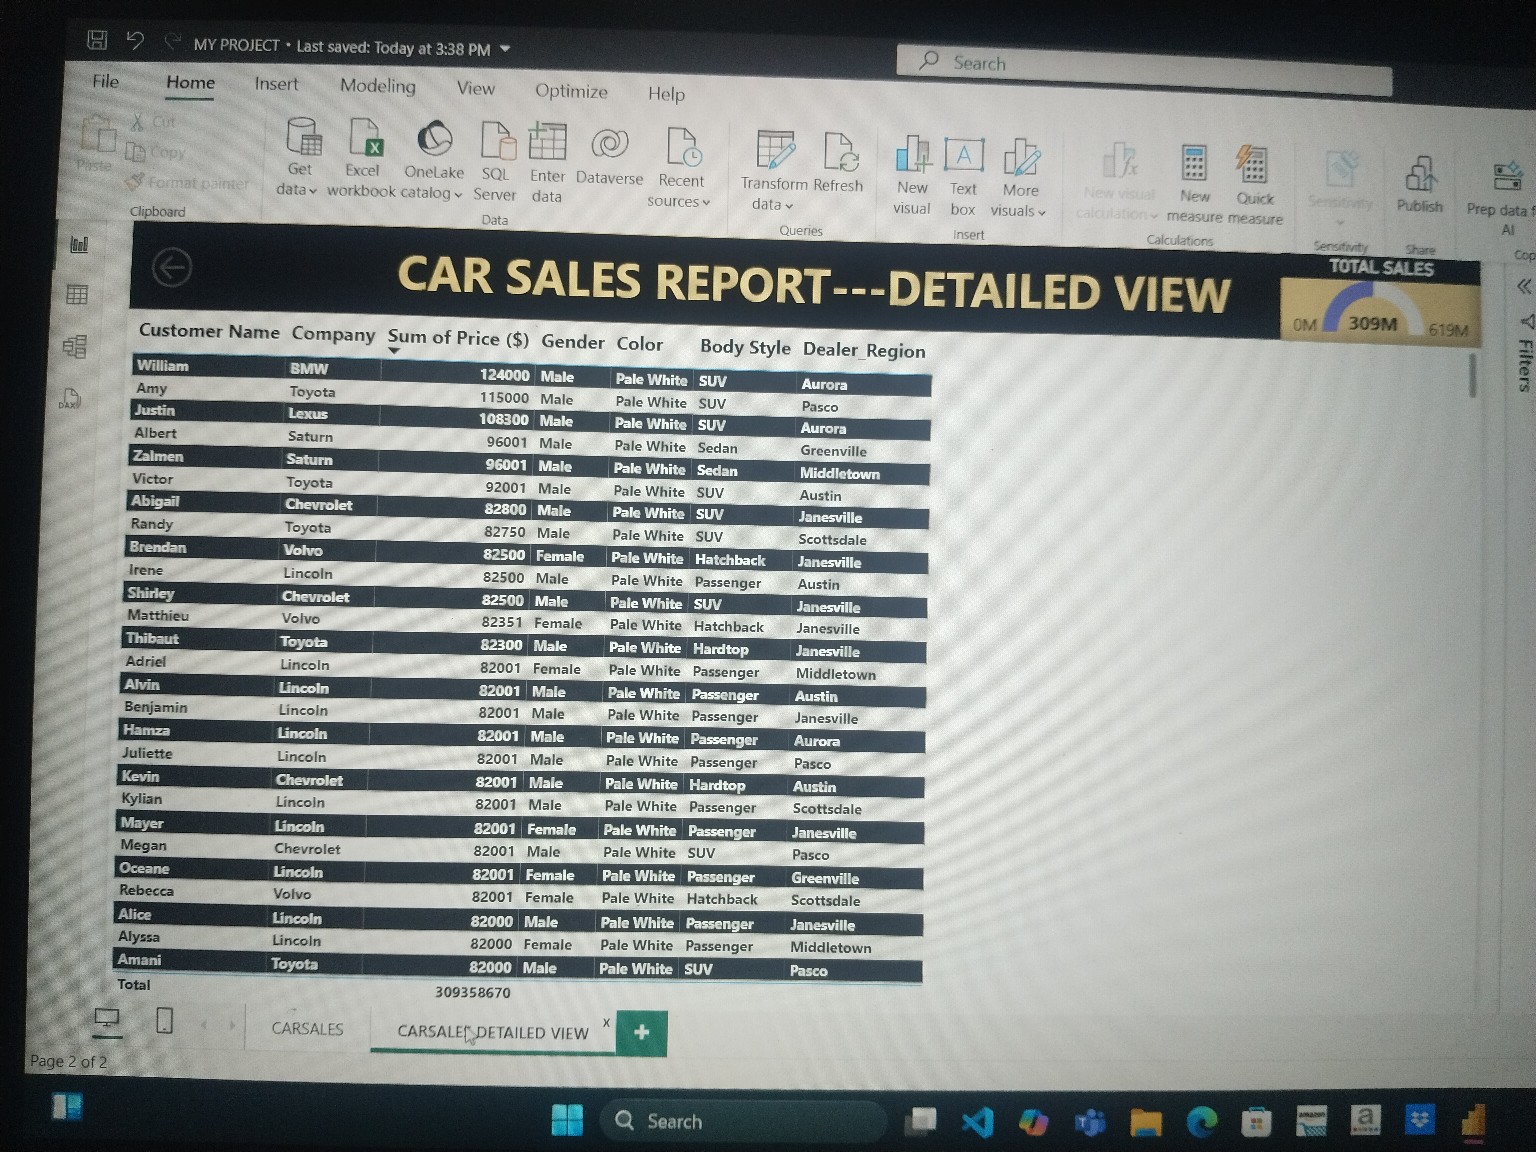 MY PROJECT • Last saved: Today at 3:38 PM
Search
File Home Insert Modeling View Optimize Help
Paste
Cut
Copy
Format painter
Clipboard
Get data
Excel workbook
OneLake catalog
SQL Server
Enter data
Dataverse
Recent sources
Data
Transform data
Refresh
Queries
New visual
Text box
More visuals
Insert
New visual calculation
New measure
Quick measure
Calculations
Sensitivity
Sensitivity
Publish
Share
Prep data f
AI
Cop
CAR SALES REPORT---DETAILED VIEW
TOTAL SALES
0M 309M 619M
Filters
Customer Name Company Sum of Price ($) Gender Color Body Style Dealer_Region
William BMW 124000 Male Pale White SUV Aurora
Amy Toyota 115000 Male Pale White SUV Pasco
Justin Lexus 108300 Male Pale White SUV Aurora
Albert Saturn 96001 Male Pale White Sedan Greenville
Zalmen Saturn 96001 Male Pale White Sedan Middletown
Victor Toyota 92001 Male Pale White SUV Austin
Abigail Chevrolet 82800 Male Pale White SUV Janesville
Randy Toyota 82750 Male Pale White SUV Scottsdale
Brendan Volvo 82500 Female Pale White Hatchback Janesville
Irene Lincoln 82500 Male Pale White Passenger Austin
Shirley Chevrolet 82500 Male Pale White SUV Janesville
Matthieu Volvo 82351 Female Pale White Hatchback Janesville
Thibaut Toyota 82300 Male Pale White Hardtop Janesville
Adriel Lincoln 82001 Female Pale White Passenger Middletown
Alvin Lincoln 82001 Male Pale White Passenger Austin
Benjamin Lincoln 82001 Male Pale White Passenger Janesville
Hamza Lincoln 82001 Male Pale White Passenger Aurora
Juliette Lincoln 82001 Male Pale White Passenger Pasco
Kevin Chevrolet 82001 Male Pale White Hardtop Austin
Kylian Lincoln 82001 Male Pale White Passenger Scottsdale
Mayer Lincoln 82001 Female Pale White Passenger Janesville
Megan Chevrolet 82001 Male Pale White SUV Pasco
Oceane Lincoln 82001 Female Pale White Passenger Greenville
Rebecca Volvo 82001 Female Pale White Hatchback Scottsdale
Alice Lincoln 82000 Male Pale White Passenger Janesville
Alyssa Lincoln 82000 Female Pale White Passenger Middletown
Amani Toyota 82000 Male Pale White SUV Pasco
Total 309358670
CARSALES
DETAILED VIEW
Page 2 of 2
Search